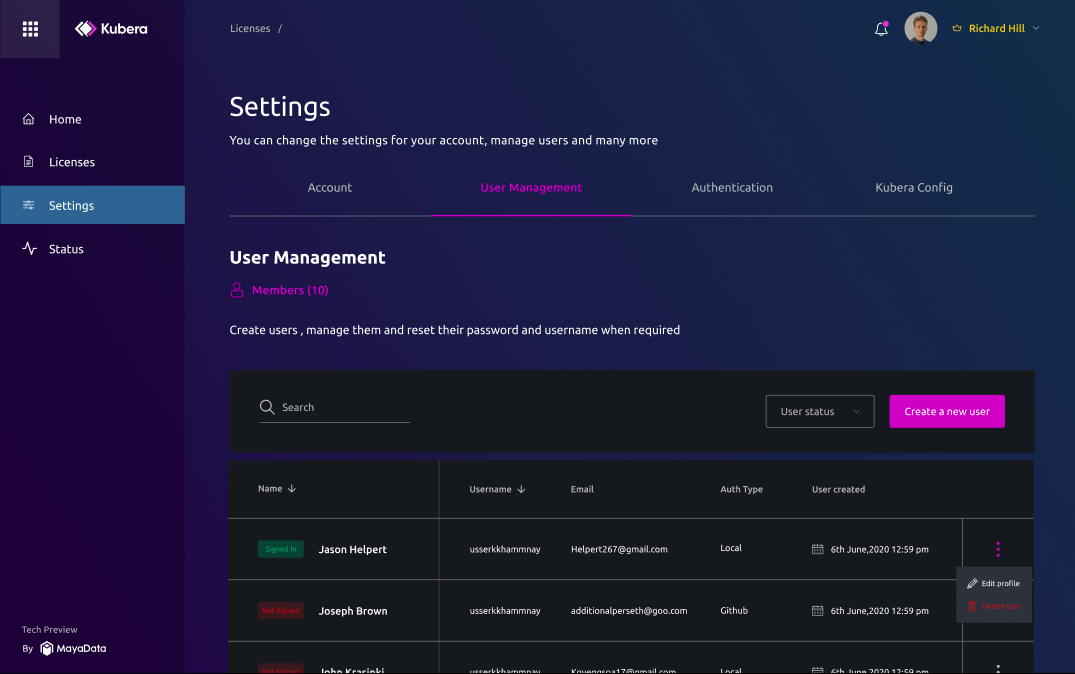 Kubera
Licenses /
Richard Hill
Home
Licenses
Settings
Status
Tech Preview
By MayaData
Settings
You can change the settings for your account, manage users and many more
Account User Management Authentication Kubera Config
User Management
Members (10)
Create users , manage them and reset their password and username when required
Search
User status
Create a new user
Name Username Email Auth Type User created
Signed In Jason Helpert usserkkhammnay Helpert267@gmail.com Local 6th June,2020 12:59 pm
Edit profile
Delete user
Not Signed Joseph Brown usserkkhammnay additionalperseth@goo.com Github 6th June,2020 12:59 pm
Not Signed John Krasinki usserkkhammnay Local 6th June,2020 12:59 pm